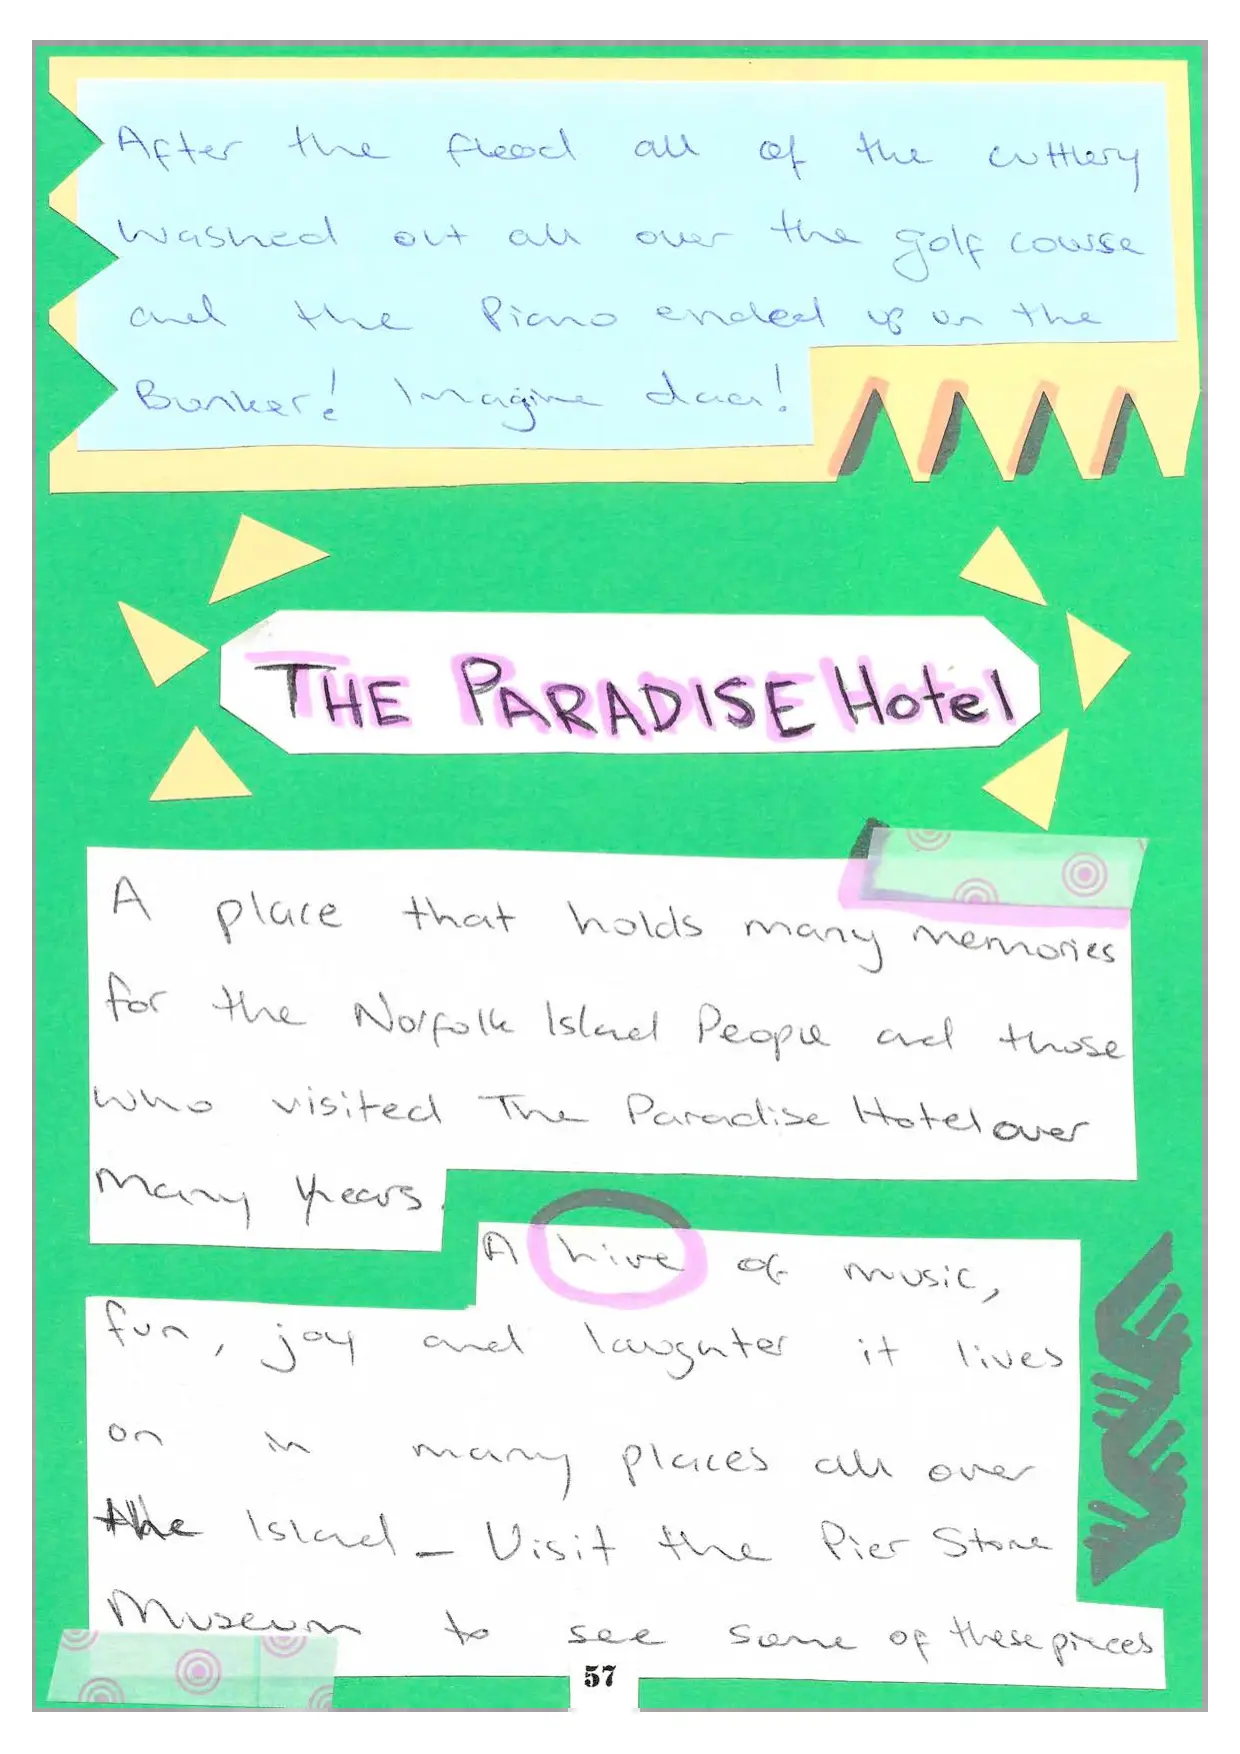 After the flood all of the cuttlery
washed out all over the golf course
and the Piano ended up in the
Bunker! Imagine daa!
THE PARADISE Hotel
A place that holds many memories
for the Norfolk Island People and those
who visited The Paradise Hotel over
many years.
A hive of music,
fun, joy and laughter it lives
on in many places all over
the Island - Visit the Pier Store
Museum to see some of these pieces
57